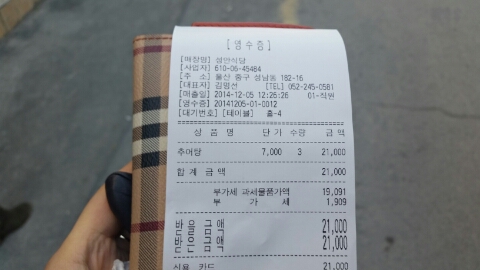 [영수증]
[매장명] 성안식당
[사업자] 610-06-45484
[주 소] 울산 중구 성남동 182-16
[대표자] 김명선 [TEL] 052-245-0581
[매출일] 2014-12-05 12:26:26 01-직원
[영수증] 20141205-01-0012
[대기번호] [테이블] 홀-4
상 품 명 단 가 수량 금 액
추어탕 7,000 3 21,000
합 계 금 액 21,000
부가세 과세물품가액 19,091
부 가 세 1,909
받을금액 21,000
받은금액 21,000
신용 카드 21,000